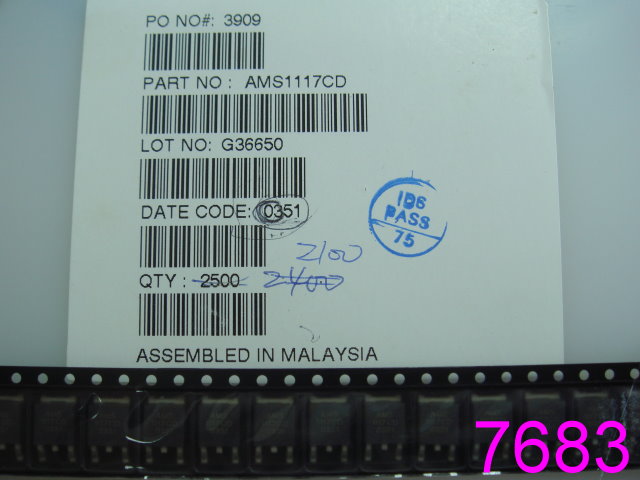 PO NO#: 3909
PART NO : AMS1117CD
LOT NO: G36650
DATE CODE: 0351
2100
QTY : 2500 2400
ASSEMBLED IN MALAYSIA
PASS
75
7683